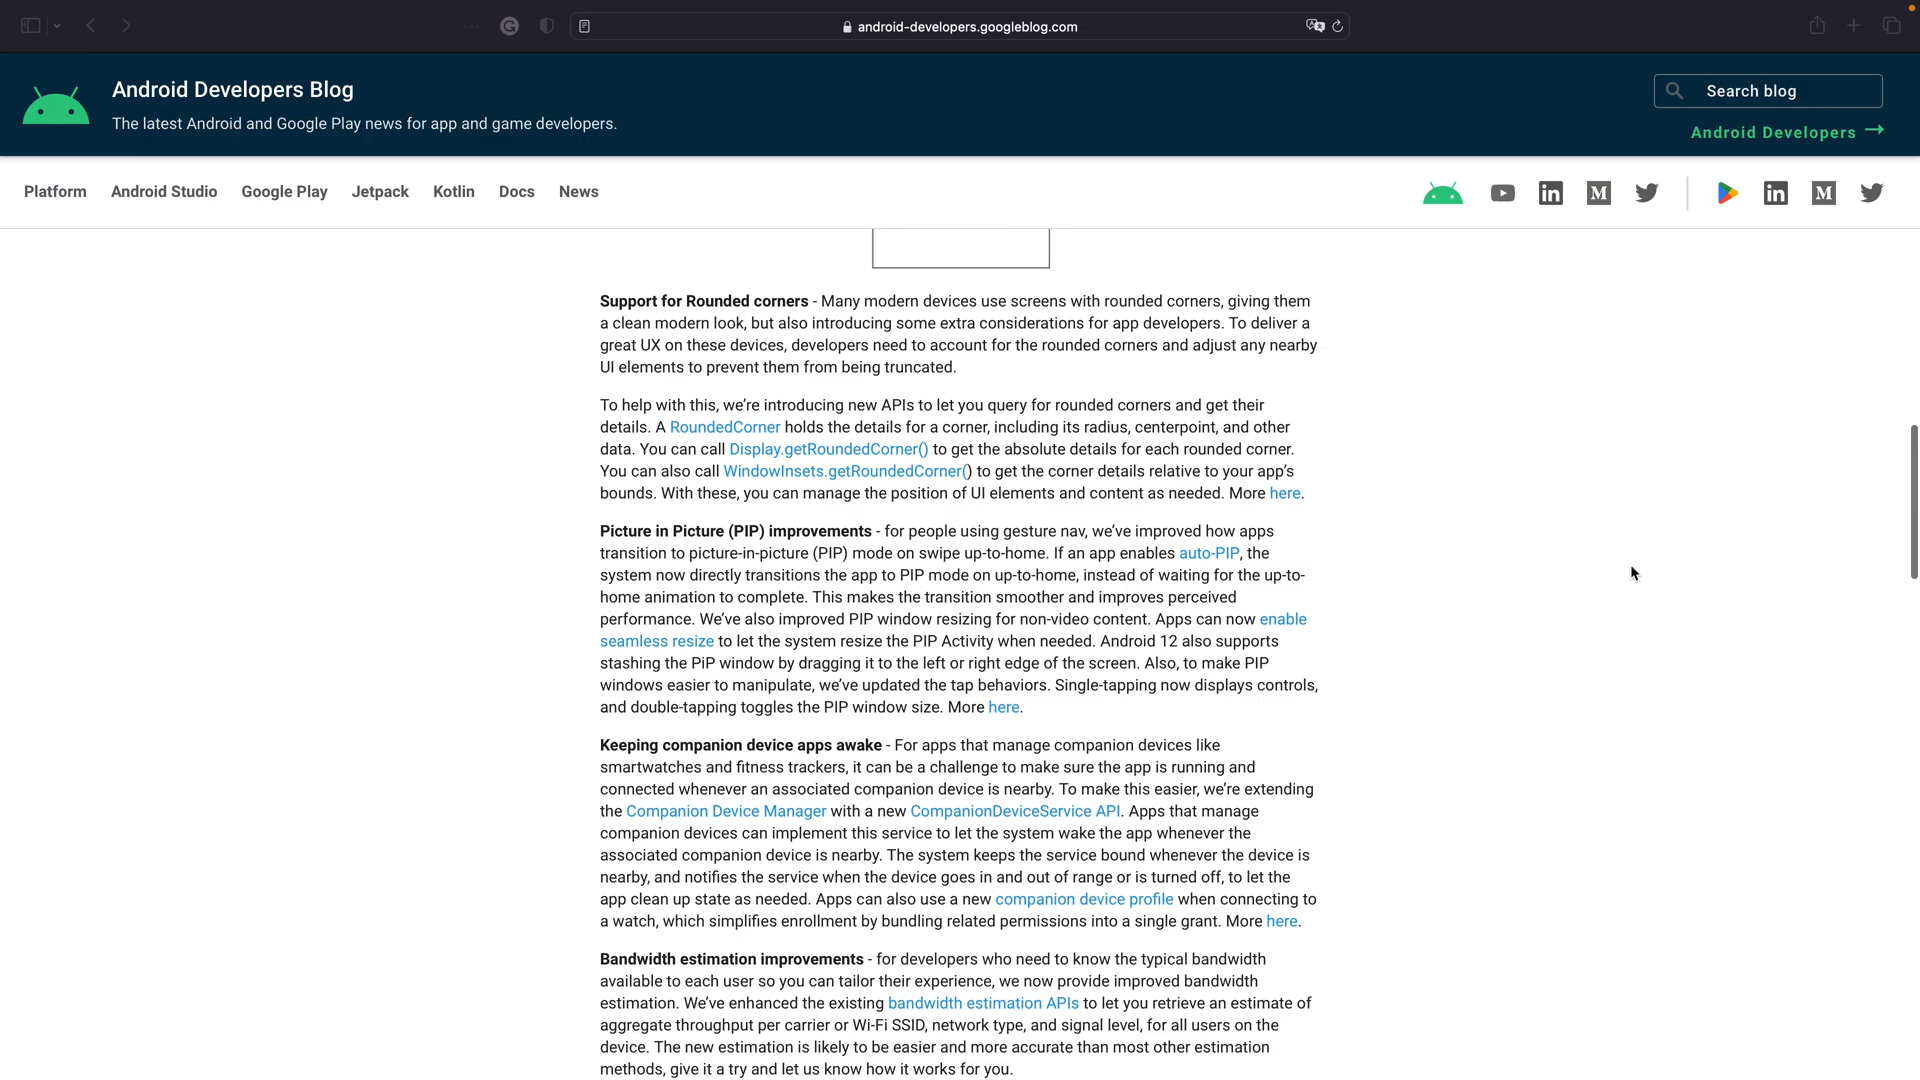 android-developers.googleblog.com
Android Developers Blog
The latest Android and Google Play news for app and game developers.
Search blog
Android Developers
Platform Android Studio Google Play Jetpack Kotlin Docs News
Support for Rounded corners - Many modern devices use screens with rounded corners, giving them
a clean modern look, but also introducing some extra considerations for app developers. To deliver a
great UX on these devices, developers need to account for the rounded corners and adjust any nearby
UI elements to prevent them from being truncated.
To help with this, we’re introducing new APIs to let you query for rounded corners and get their
details. A RoundedCorner holds the details for a corner, including its radius, centerpoint, and other
data. You can call Display.getRoundedCorner() to get the absolute details for each rounded corner.
You can also call WindowInsets.getRoundedCorner() to get the corner details relative to your app’s
bounds. With these, you can manage the position of UI elements and content as needed. More here.
Picture in Picture (PIP) improvements - for people using gesture nav, we’ve improved how apps
transition to picture-in-picture (PIP) mode on swipe up-to-home. If an app enables auto-PIP, the
system now directly transitions the app to PIP mode on up-to-home, instead of waiting for the up-to-
home animation to complete. This makes the transition smoother and improves perceived
performance. We’ve also improved PIP window resizing for non-video content. Apps can now enable
seamless resize to let the system resize the PIP Activity when needed. Android 12 also supports
stashing the PiP window by dragging it to the left or right edge of the screen. Also, to make PIP
windows easier to manipulate, we’ve updated the tap behaviors. Single-tapping now displays controls,
and double-tapping toggles the PIP window size. More here.
Keeping companion device apps awake - For apps that manage companion devices like
smartwatches and fitness trackers, it can be a challenge to make sure the app is running and
connected whenever an associated companion device is nearby. To make this easier, we’re extending
the Companion Device Manager with a new CompanionDeviceService API. Apps that manage
companion devices can implement this service to let the system wake the app whenever the
associated companion device is nearby. The system keeps the service bound whenever the device is
nearby, and notifies the service when the device goes in and out of range or is turned off, to let the
app clean up state as needed. Apps can also use a new companion device profile when connecting to
a watch, which simplifies enrollment by bundling related permissions into a single grant. More here.
Bandwidth estimation improvements - for developers who need to know the typical bandwidth
available to each user so you can tailor their experience, we now provide improved bandwidth
estimation. We’ve enhanced the existing bandwidth estimation APIs to let you retrieve an estimate of
aggregate throughput per carrier or Wi-Fi SSID, network type, and signal level, for all users on the
device. The new estimation is likely to be easier and more accurate than most other estimation
methods, give it a try and let us know how it works for you.